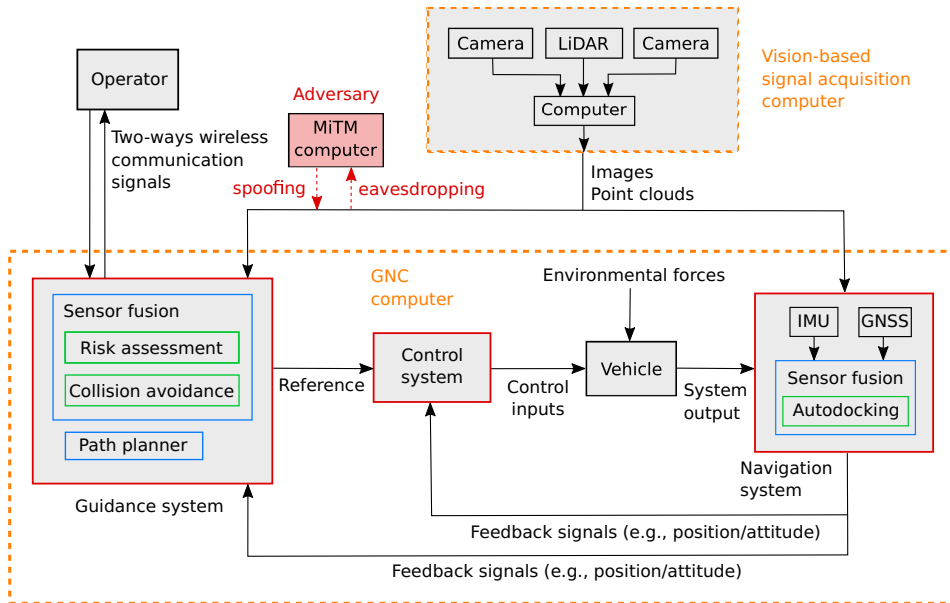 Camera
LiDAR
Camera
Computer
Vision-based
signal acquisition
computer
Operator
Adversary
MiTM
computer
Two-ways wireless
communication
signals
spoofing
eavesdropping
Images
Point clouds
GNC
computer
Environmental forces
Sensor fusion
Risk assessment
Collision avoidance
Path planner
Guidance system
Reference
Control
system
Control
inputs
Vehicle
System
output
IMU
GNSS
Sensor fusion
Autodocking
Navigation
system
Feedback signals (e.g., position/attitude)
Feedback signals (e.g., position/attitude)